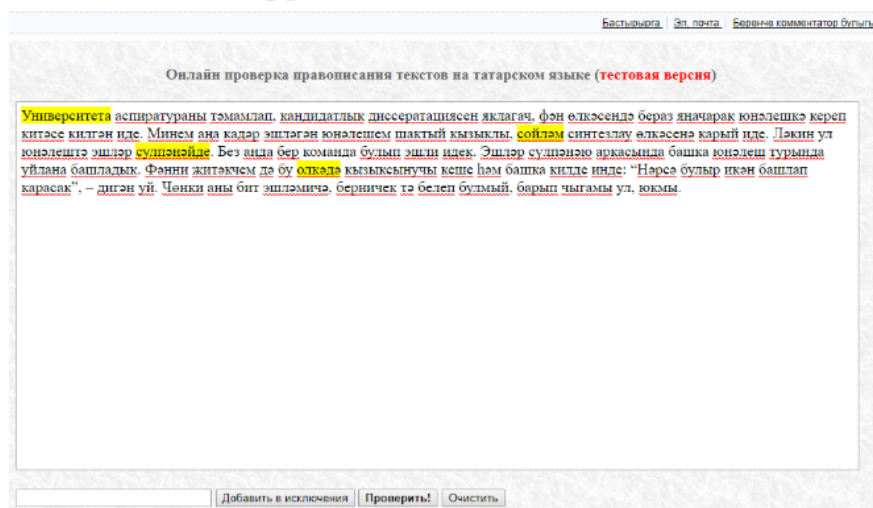 Бастырырга Эл. почта Беренче комментатор булыгы
Онлайн проверка правописания текстов на татарском языке (тестовая версия)
Университета аспиратураны тәмамлап, кандидатлык диссератациясен яклагач, фән өлкәсендә бераз яңачарак юнәлешкә кереп
китәсе килгән иде. Минем аңа кадәр эшләгән юнәлешем шактый кызыклы, сойләм синтезлау өлкәсенә карый иде. Ләкин ул
юнәлештә эшләр сүлпәнәйде. Без анда бер команда булып эшли идек. Эшләр сүлпәнәю аркасында башка юнәлеш турында
уйлана башладык. Фәнни житәкчем дә бу олкәдә кызыксынучы кеше һәм башка килде инде: “Нәрсә булыр икән башлап
карасак”, – дигән уй. Чөнки аны бит эшләмичә, берничек тә белеп булмый, барып чыгамы ул, юкмы.
Добавить в исключения Проверить! Очистить